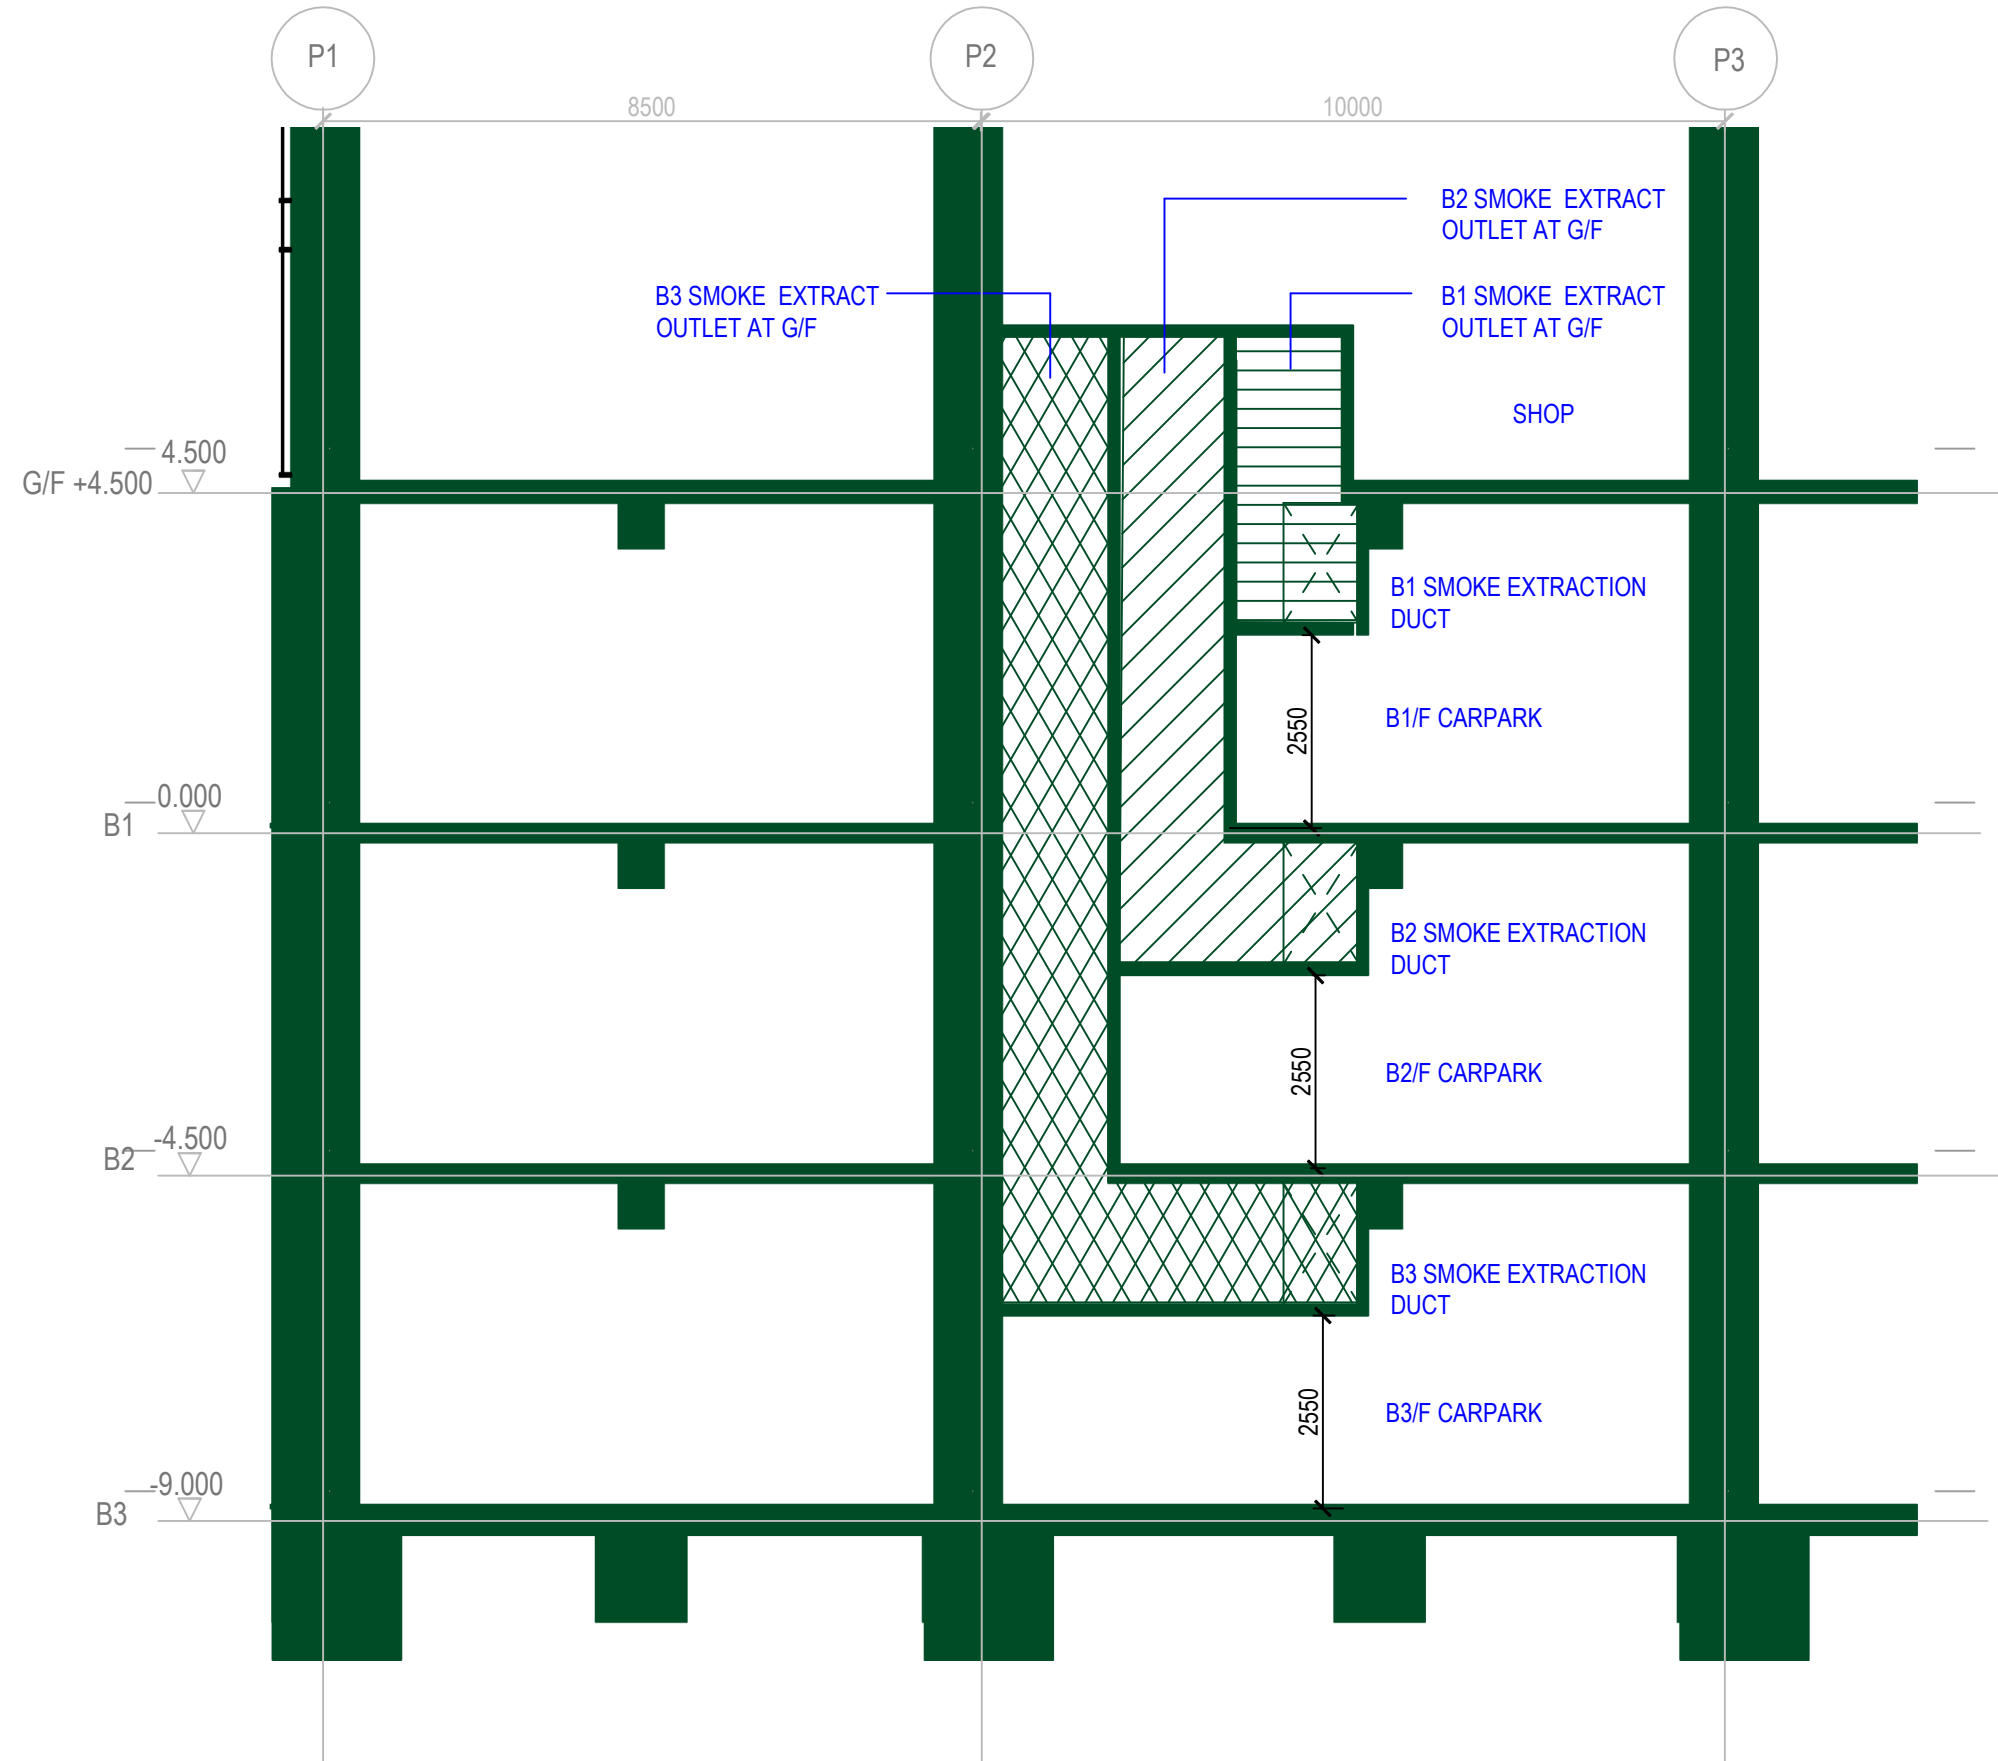 P1
P2
P3
8500
10000
B2 SMOKE EXTRACT
OUTLET AT G/F
B3 SMOKE EXTRACT
OUTLET AT G/F
B1 SMOKE EXTRACT
OUTLET AT G/F
SHOP
4.500
G/F +4.500
B1 SMOKE EXTRACTION
DUCT
2550
B1/F CARPARK
0.000
B1
B2 SMOKE EXTRACTION
DUCT
2550
B2/F CARPARK
-4.500
B2
B3 SMOKE EXTRACTION
DUCT
2550
B3/F CARPARK
-9.000
B3